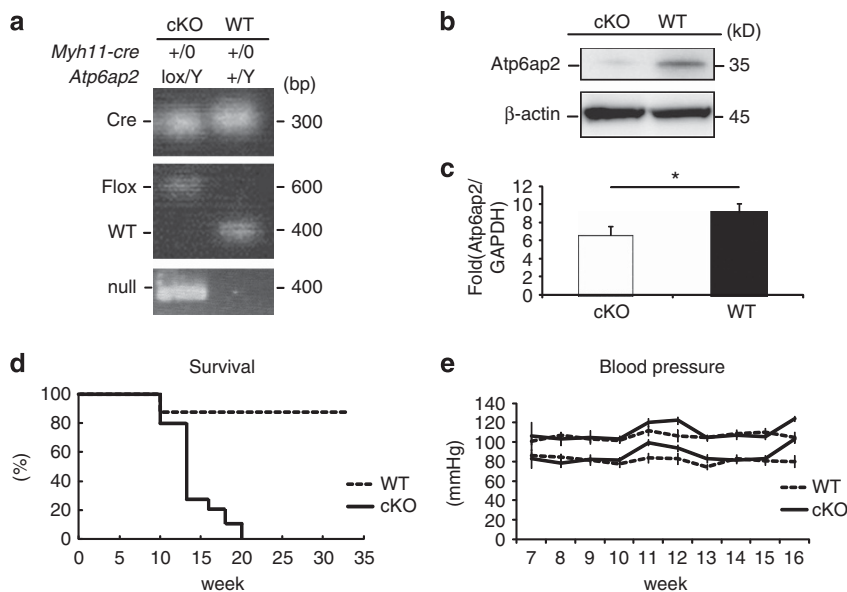 a
cKO WT
Myh11-cre +/0 +/0
Atp6ap2 lox/Y +/Y (bp)
Cre 300
Flox 600
WT 400
null 400
b
cKO WT (kD)
Atp6ap2 35
β-actin 45
c
Fold(Atp6ap2/
GAPDH)
12
10
8
6
4
2
0
*
cKO WT
d
Survival
(%)
100
80
60
40
20
0
0 5 10 15 20 25 30 35
week
WT
cKO
e
Blood pressure
(mmHg)
140
120
100
80
60
40
20
0
7 8 9 10 11 12 13 14 15 16
week
WT
cKO